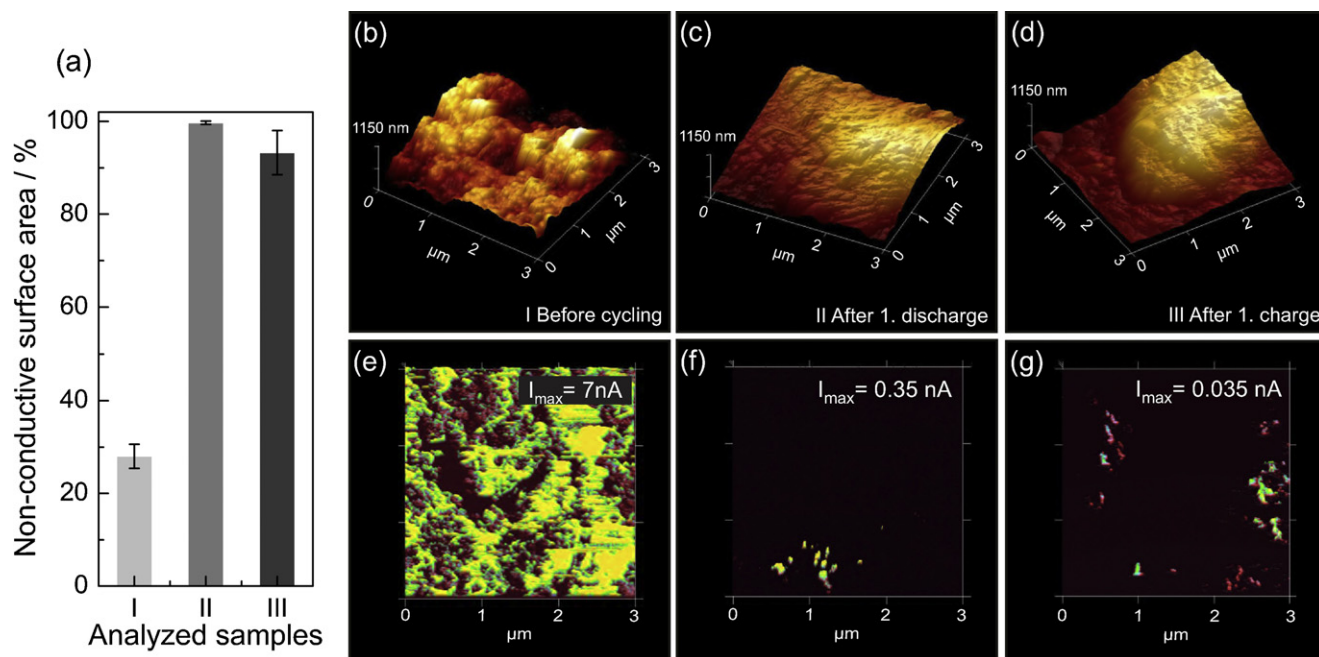 (a)
Non-conductive surface area / %
100
80
60
40
20
0
I II III
Analyzed samples
(b)
1150 nm
0
1
2
3
µm
0
1
2
3
µm
I Before cycling
(c)
1150 nm
0
1
2
3
µm
0
1
2
3
µm
II After 1. discharge
(d)
1150 nm
0
1
2
3
µm
0
1
2
3
µm
III After 1. charge
(e)
Imax= 7nA
0 1 2 3
µm
(f)
Imax= 0.35 nA
0 1 2 3
µm
(g)
Imax= 0.035 nA
0 1 2 3
µm